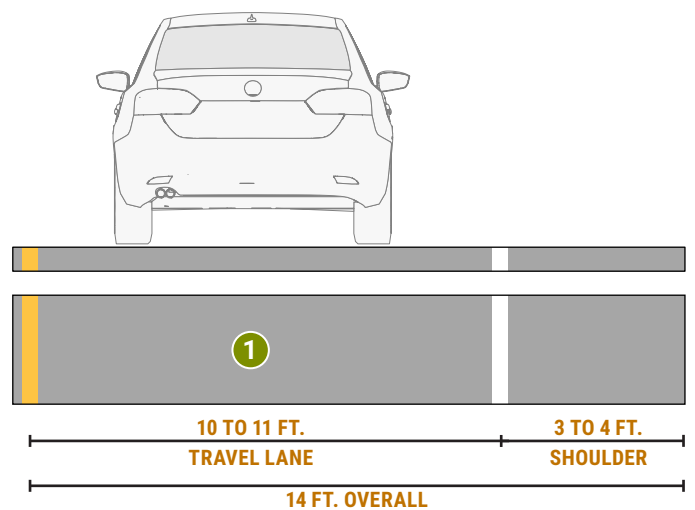 1
10 TO 11 FT.
TRAVEL LANE
3 TO 4 FT.
SHOULDER
14 FT. OVERALL